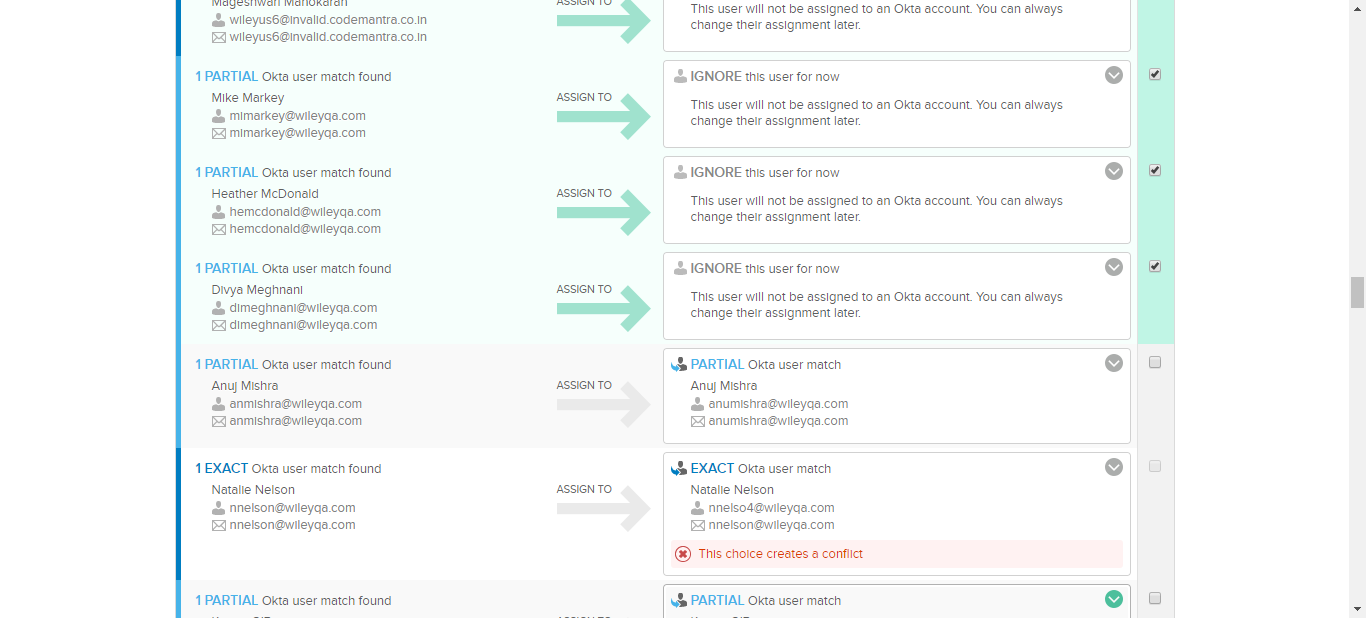 Mageshwari Manokaran
wileyus6@invalid.codemantra.co.in
wileyus6@invalid.codemantra.co.in
ASSIGN TO
This user will not be assigned to an Okta account. You can always
change their assignment later.
1 PARTIAL Okta user match found
Mike Markey
mimarkey@wileyqa.com
mimarkey@wileyqa.com
ASSIGN TO
IGNORE this user for now
This user will not be assigned to an Okta account. You can always
change their assignment later.
1 PARTIAL Okta user match found
Heather McDonald
hemcdonald@wileyqa.com
hemcdonald@wileyqa.com
ASSIGN TO
IGNORE this user for now
This user will not be assigned to an Okta account. You can always
change their assignment later.
1 PARTIAL Okta user match found
Divya Meghnani
dimeghnani@wileyqa.com
dimeghnani@wileyqa.com
ASSIGN TO
IGNORE this user for now
This user will not be assigned to an Okta account. You can always
change their assignment later.
1 PARTIAL Okta user match found
Anuj Mishra
anmishra@wileyqa.com
anmishra@wileyqa.com
ASSIGN TO
PARTIAL Okta user match
Anuj Mishra
anumishra@wileyqa.com
anumishra@wileyqa.com
1 EXACT Okta user match found
Natalie Nelson
nnelson@wileyqa.com
nnelson@wileyqa.com
ASSIGN TO
EXACT Okta user match
Natalie Nelson
nnelso4@wileyqa.com
nnelson@wileyqa.com
This choice creates a conflict
1 PARTIAL Okta user match found
PARTIAL Okta user match